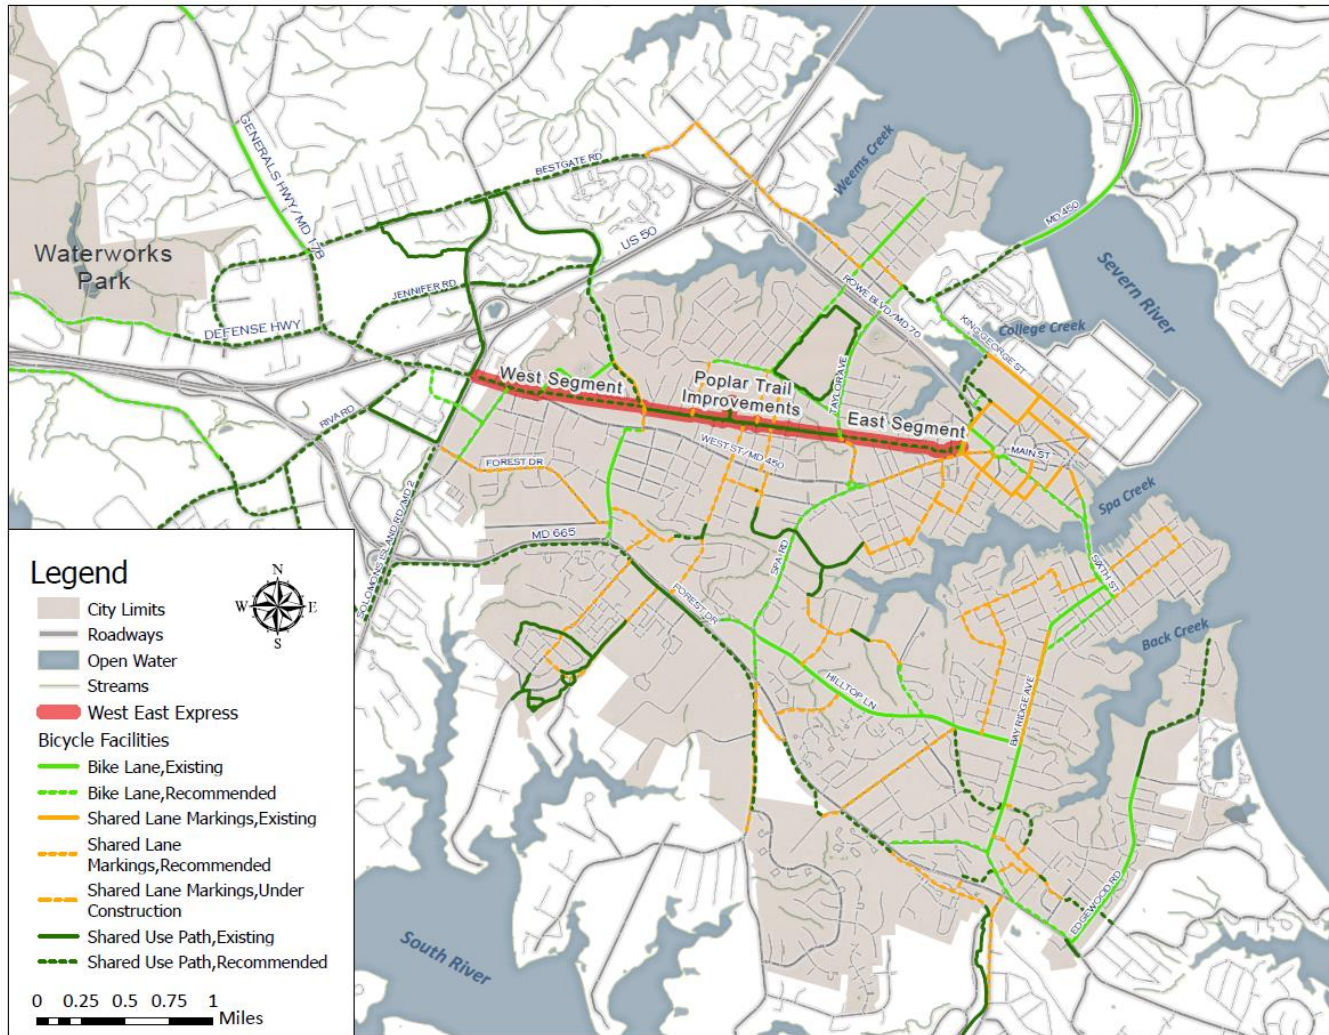 GENERALS HWY/ MD 178
BESTGATE RD
Weems Creek
MD 450
US 50
Waterworks
Park
JENNIFER RD
DEFENSE HWY
ROWE BLVD/MD 70
Severn River
College Creek
KING GEORGE ST
West Segment
Poplar Trail
Improvements
TAYLOR AVE
East Segment
RIVA RD
WEST ST/MD 450
MAIN ST
FOREST DR
Spa Creek
MD 665
SPA RD
SIXTH ST
SOLOMONS ISLAND RD/MD 2
FOREST DR
Back Creek
HILLTOP LN
BAY RIDGE AVE
EDGEWOOD RD
South River
Legend
N
W
E
S
City Limits
Roadways
Open Water
Streams
West East Express
Bicycle Facilities
Bike Lane,Existing
Bike Lane,Recommended
Shared Lane Markings,Existing
Shared Lane
Markings,Recommended
Shared Lane Markings,Under
Construction
Shared Use Path,Existing
Shared Use Path,Recommended
0 0.25 0.5 0.75 1
Miles